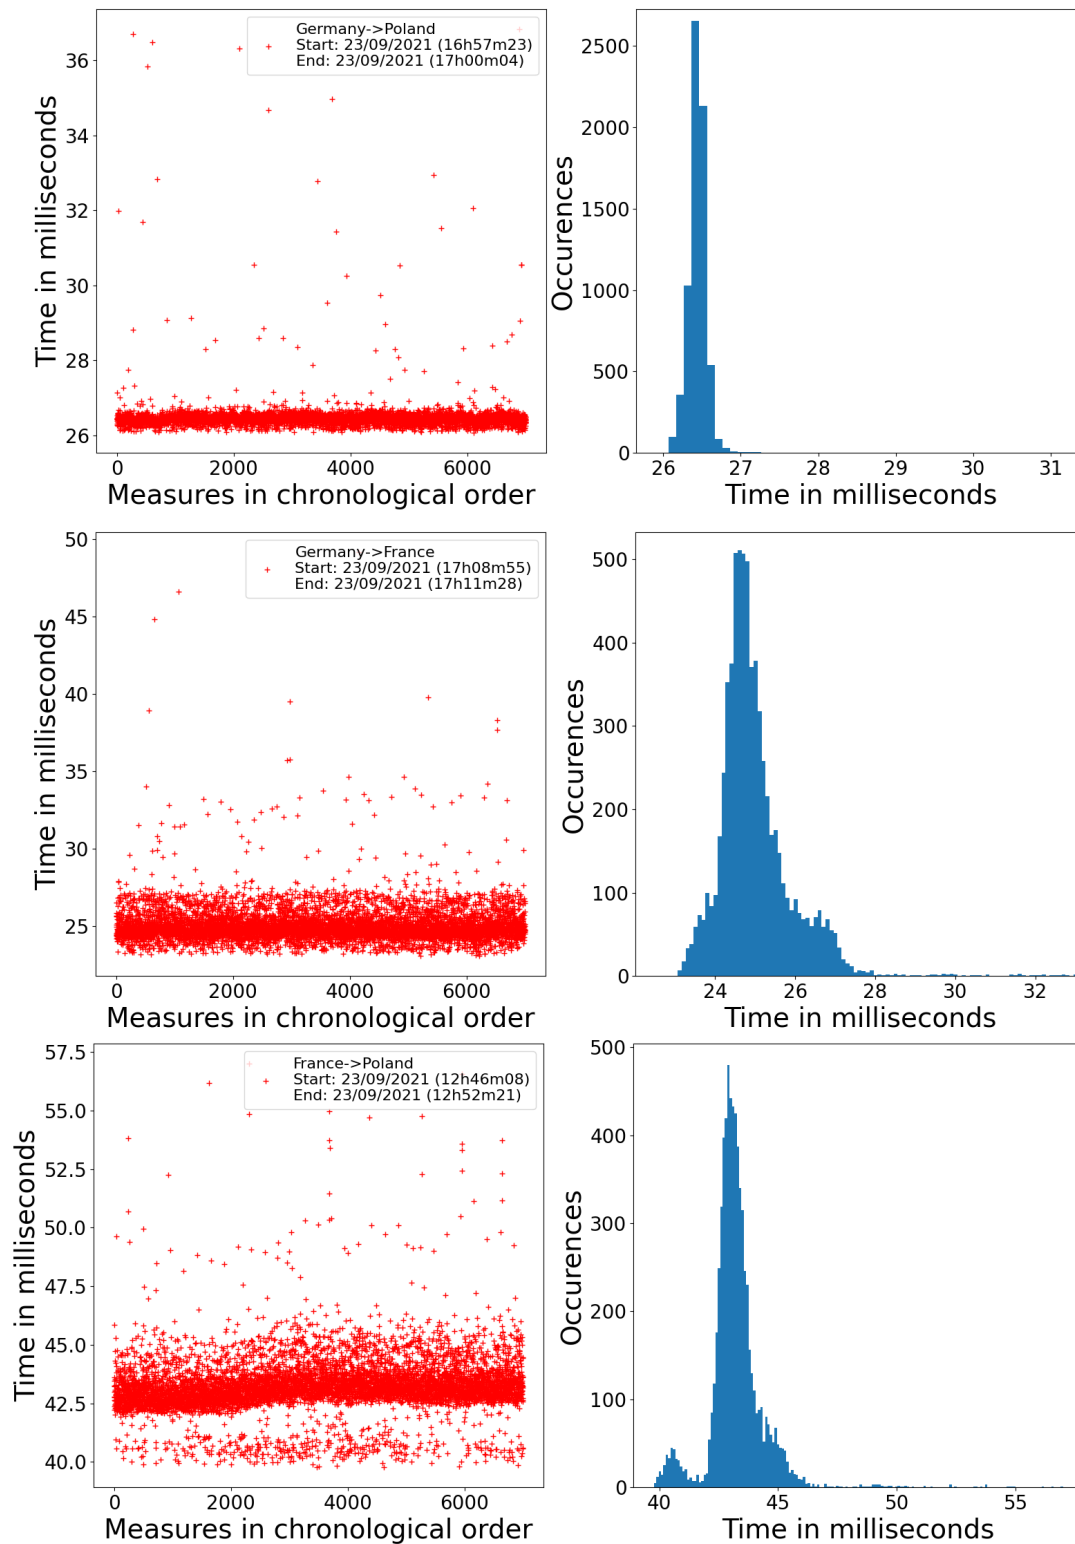 Time in milliseconds
36
34
32
30
28
26
Germany->Poland
Start: 23/09/2021 (16h57m23)
End: 23/09/2021 (17h00m04)
0 2000 4000 6000
Measures in chronological order
Occurences
2500
2000
1500
1000
500
0
26 27 28 29 30 31
Time in milliseconds
Time in milliseconds
50
45
40
35
30
25
Germany->France
Start: 23/09/2021 (17h08m55)
End: 23/09/2021 (17h11m28)
0 2000 4000 6000
Measures in chronological order
Occurences
500
400
300
200
100
0
24 26 28 30 32
Time in milliseconds
Time in milliseconds
57.5
55.0
52.5
50.0
47.5
45.0
42.5
40.0
France->Poland
Start: 23/09/2021 (12h46m08)
End: 23/09/2021 (12h52m21)
0 2000 4000 6000
Measures in chronological order
Occurences
500
400
300
200
100
0
40 45 50 55
Time in milliseconds